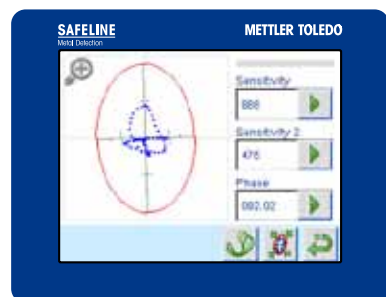 SAFELINE METTLER TOLEDO
Metal Detection
Sensitivity
888
Sensitivity 2
476
Phase
092.02